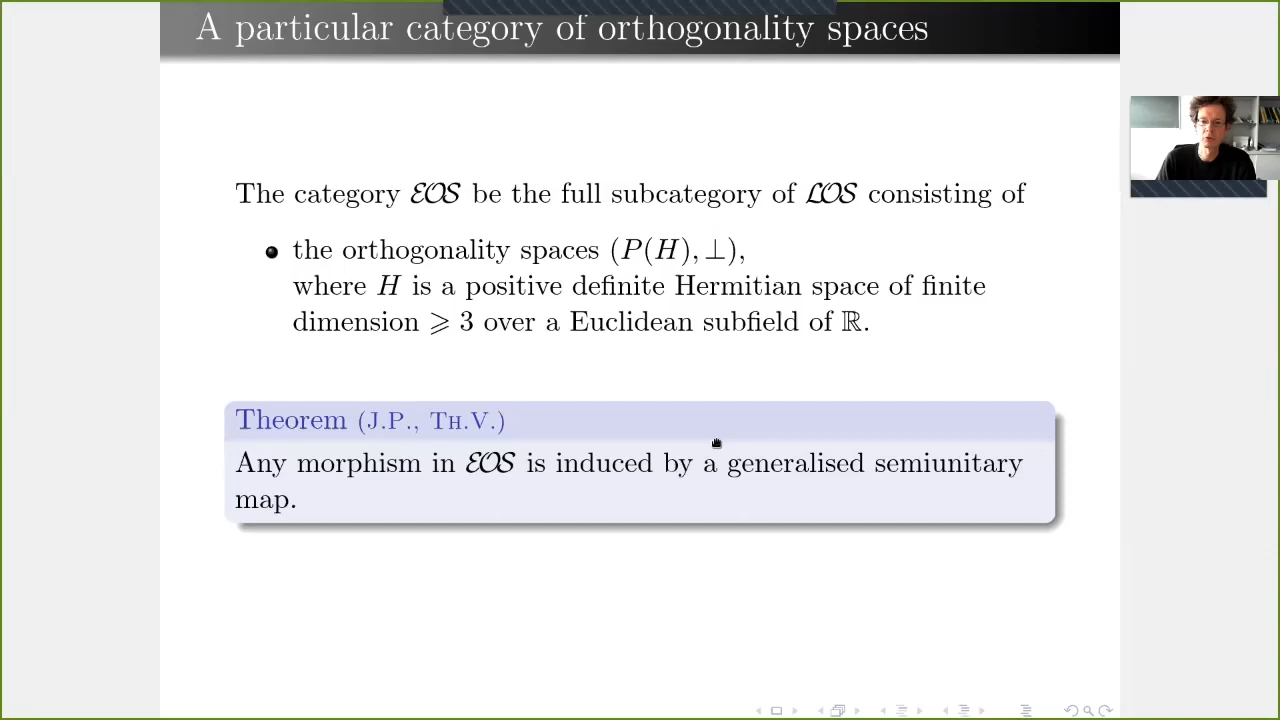 A particular category of orthogonality spaces
The category ℰ𝒪𝒮 be the full subcategory of ℒ𝒪𝒮 consisting of
the orthogonality spaces (P(H), ⊥),
where H is a positive definite Hermitian space of finite
dimension ⩾ 3 over a Euclidean subfield of ℝ.
Theorem (J.P., Th.V.)
Any morphism in ℰ𝒪𝒮 is induced by a generalised semiunitary
map.